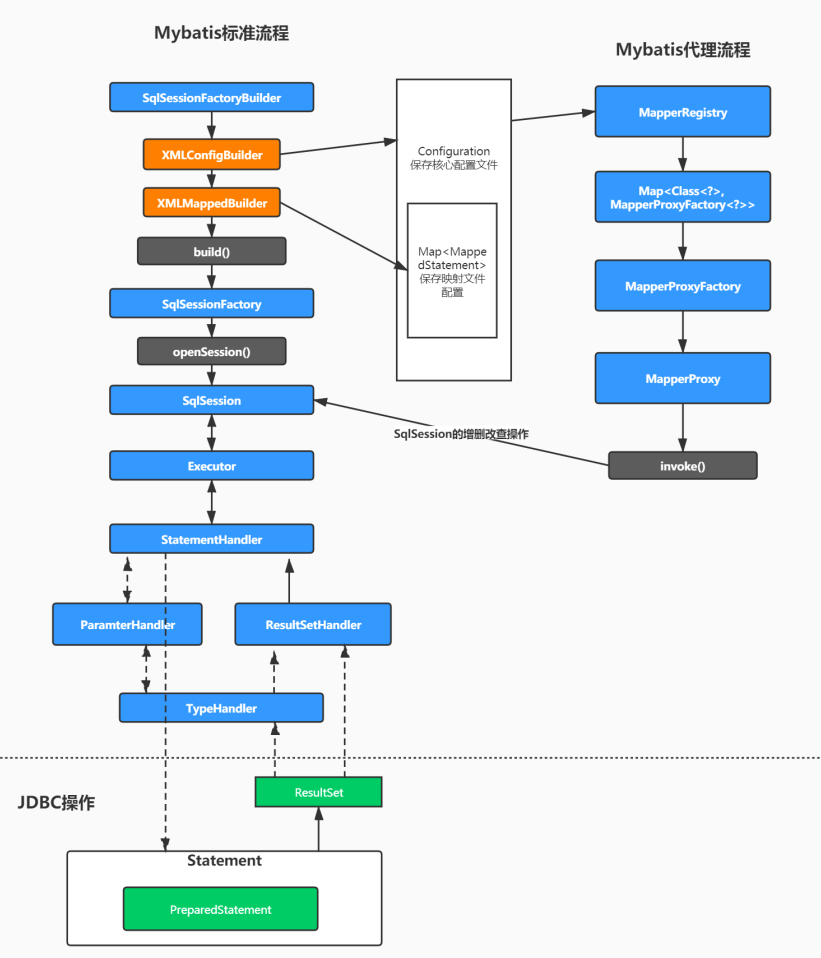 Mybatis标准流程
Mybatis代理流程
SqlSessionFactoryBuilder
XMLConfigBuilder
XMLMappedBuilder
build()
SqlSessionFactory
openSession()
SqlSession
Executor
StatementHandler
ParamterHandler
ResultSetHandler
TypeHandler
Configuration
保存核心配置文件
Map<Mappe
dStatement>
保存映射文件
配置
MapperRegistry
Map<Class<?>,
MapperProxyFactory<?>>
MapperProxyFactory
MapperProxy
invoke()
SqlSession的增删改查操作
JDBC操作
ResultSet
Statement
PreparedStatement